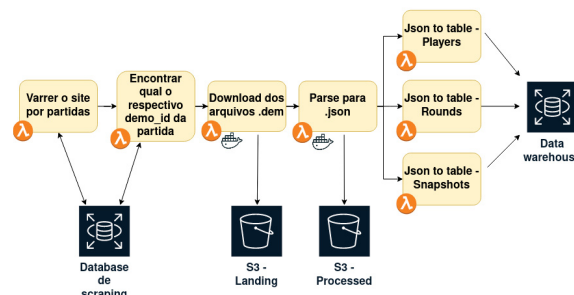 Varrer o site
por partidas
Encontrar
qual o
respectivo
demo_id da
partida
Download dos
arquivos .dem
Parse para
.json
Json to table -
Players
Json to table -
Rounds
Json to table -
Snapshots
Data
warehous
Database
de
scraping
S3 -
Landing
S3 -
Processed